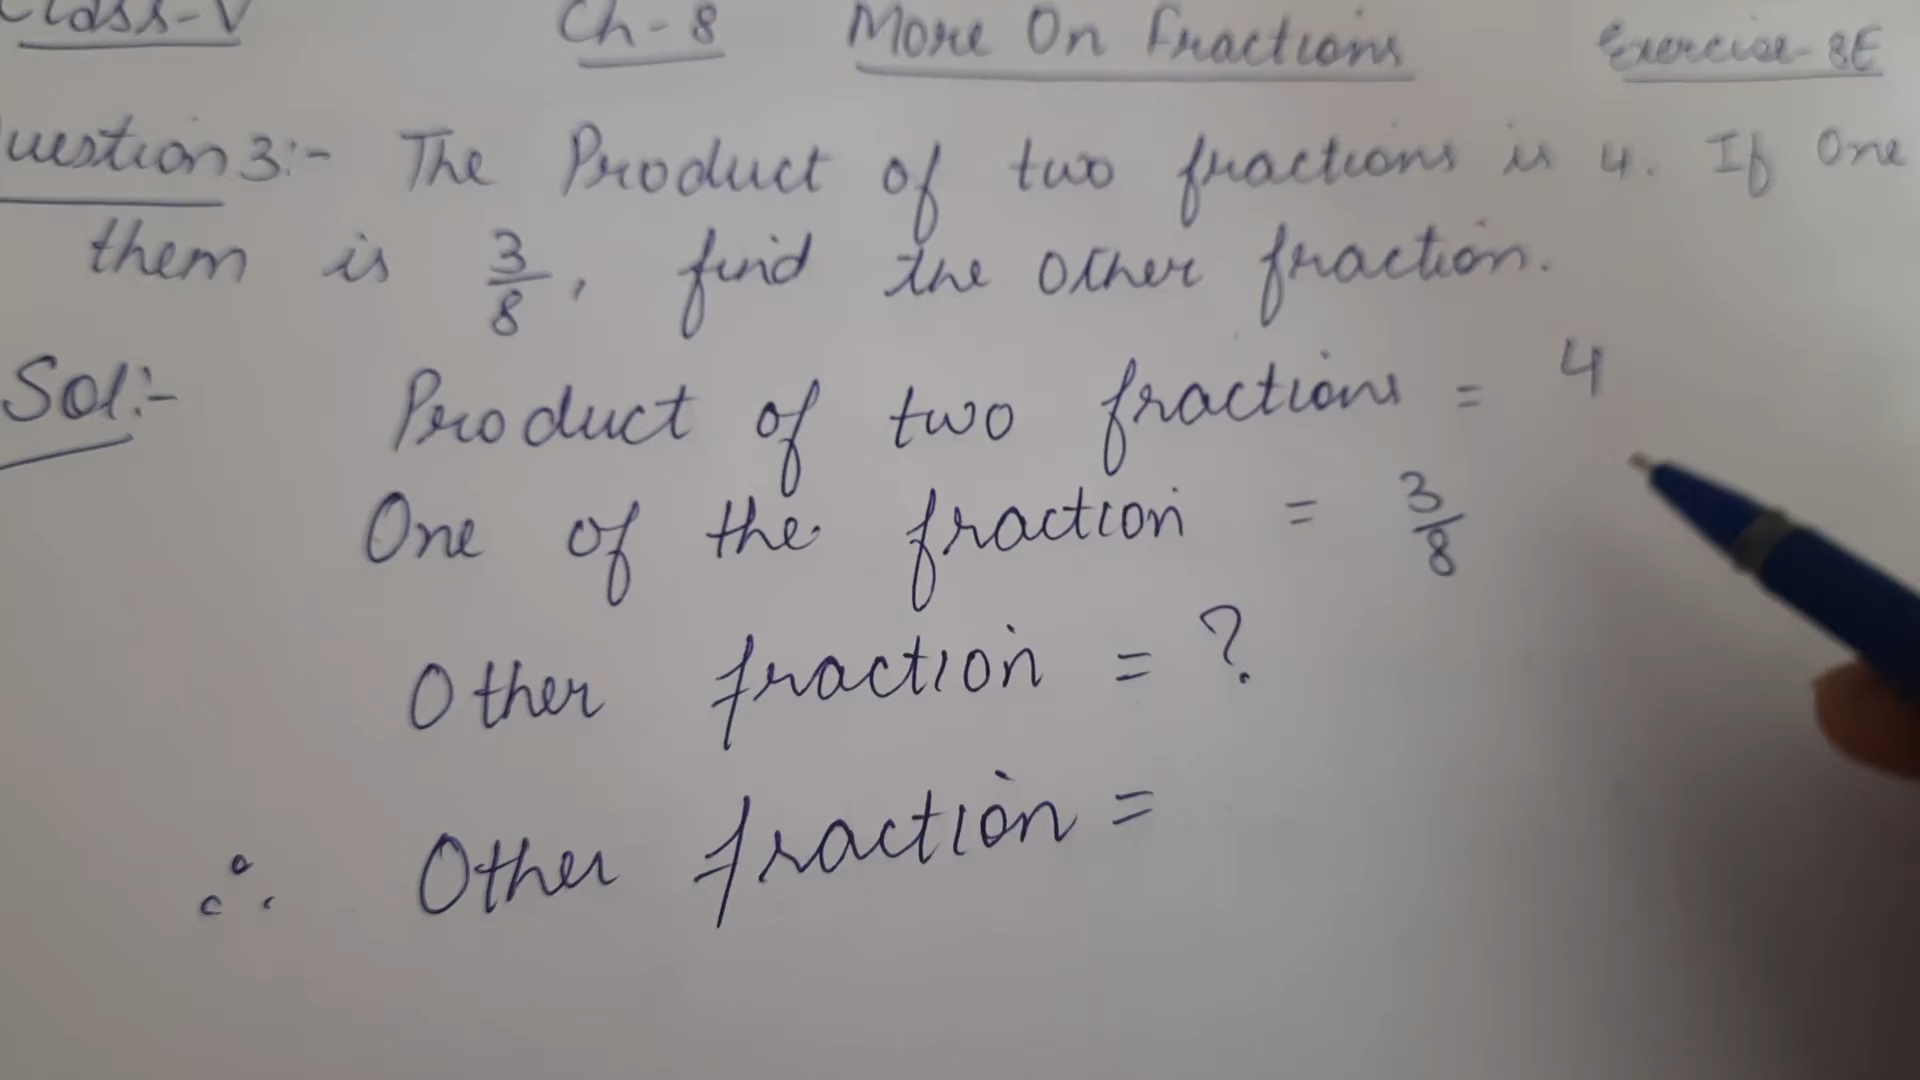 Class-V Ch-8 More On Fractions Exercise-8E
uestion 3:- The Product of two fractions is 4. If One
them is 3/8, find the other fraction.
Sol:- Product of two fractions = 4
One of the fraction = 3/8
Other fraction = ?
∴ Other fraction =